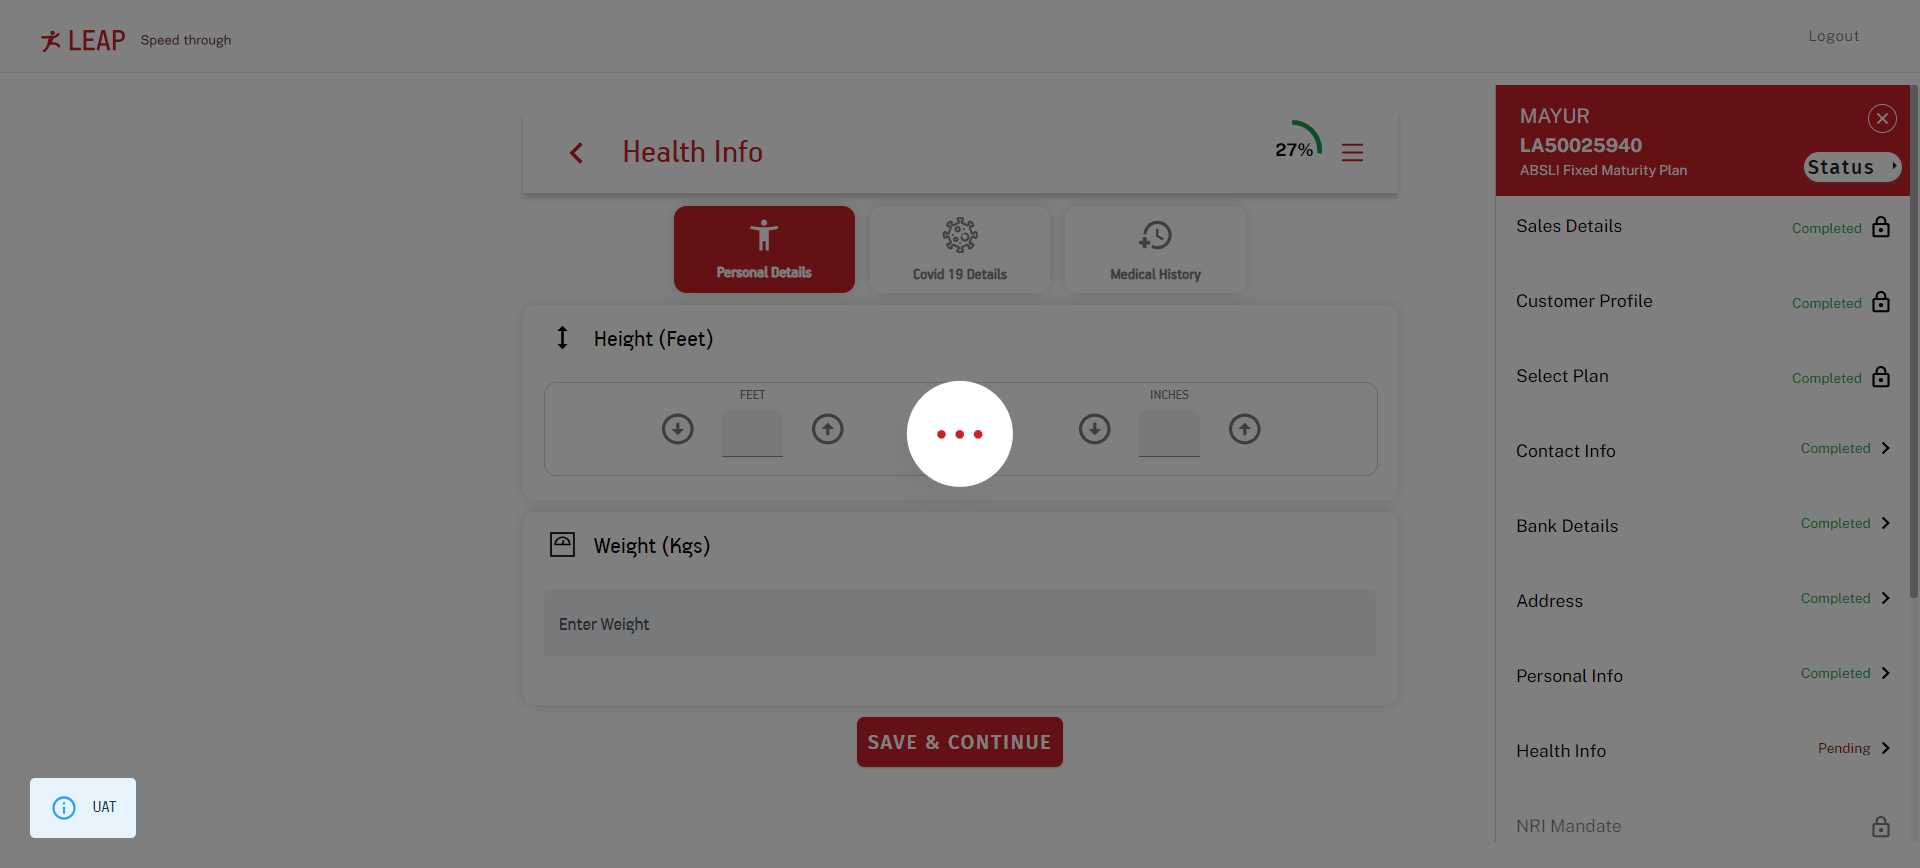 LEAP Speed through
Logout
Health Info
27%
Personal Details
Covid 19 Details
Medical History
Height (Feet)
FEET
INCHES
Weight (Kgs)
Enter Weight
SAVE & CONTINUE
UAT
MAYUR
LA50025940
ABSLI Fixed Maturity Plan
Status
Sales Details Completed
Customer Profile Completed
Select Plan Completed
Contact Info Completed
Bank Details Completed
Address Completed
Personal Info Completed
Health Info Pending
NRI Mandate